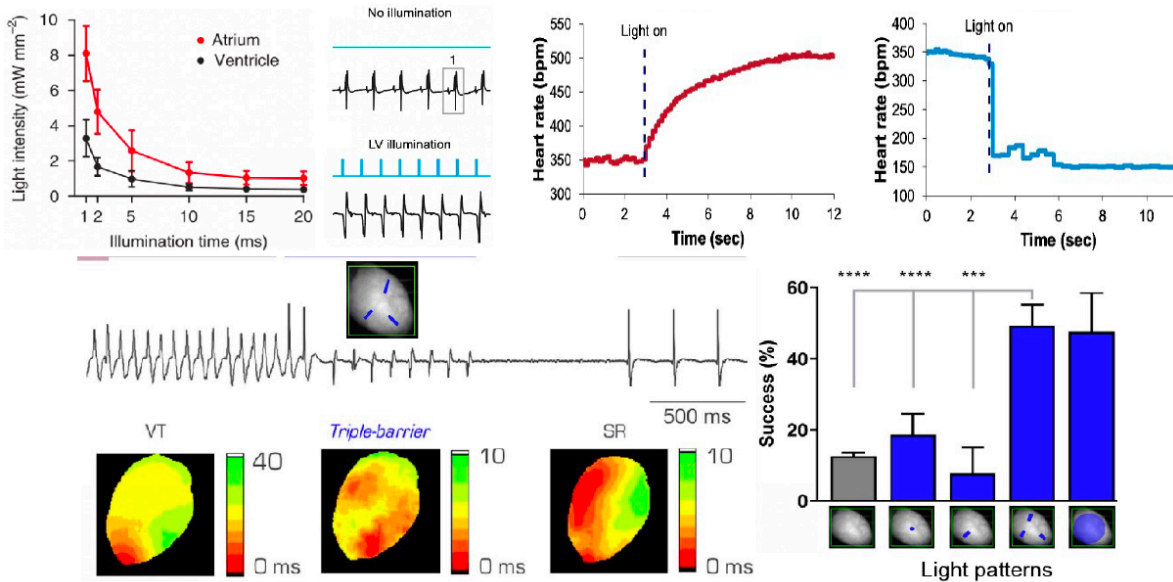 Light intensity (mW mm⁻²)
10
8
6
4
2
0
Atrium
Ventricle
1 2 5 10 15 20
Illumination time (ms)
No illumination
1
LV illumination
Heart rate (bpm)
550
500
450
400
350
300
Light on
0 2 4 6 8 10 12
Time (sec)
Heart rate (bpm)
400
350
300
250
200
150
100
Light on
0 2 4 6 8 10
Time (sec)
500 ms
VT
40
0 ms
Triple-barrier
10
0 ms
SR
10
0 ms
Success (%)
60
40
20
0
**** **** ***
Light patterns